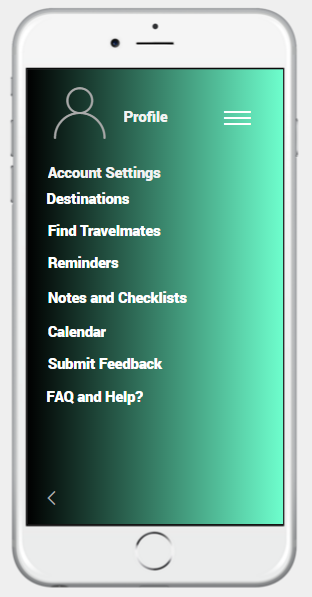 Profile
Account Settings
Destinations
Find Travelmates
Reminders
Notes and Checklists
Calendar
Submit Feedback
FAQ and Help?